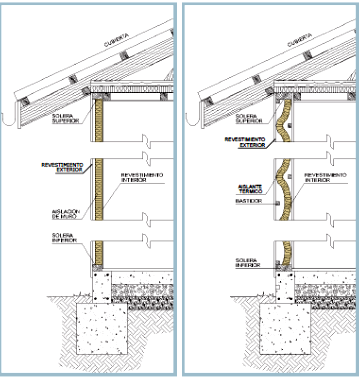 CUBIERTA
SOLERA
SUPERIOR
REVESTIMIENTO
EXTERIOR
REVESTIMIENTO
INTERIOR
AISLACION
DE MURO
SOLERA
INFERIOR
CUBIERTA
SOLERA
SUPERIOR
REVESTIMIENTO
EXTERIOR
AISLANTE
TERMICO
REVESTIMIENTO
INTERIOR
BASTIDOR
SOLERA
INFERIOR